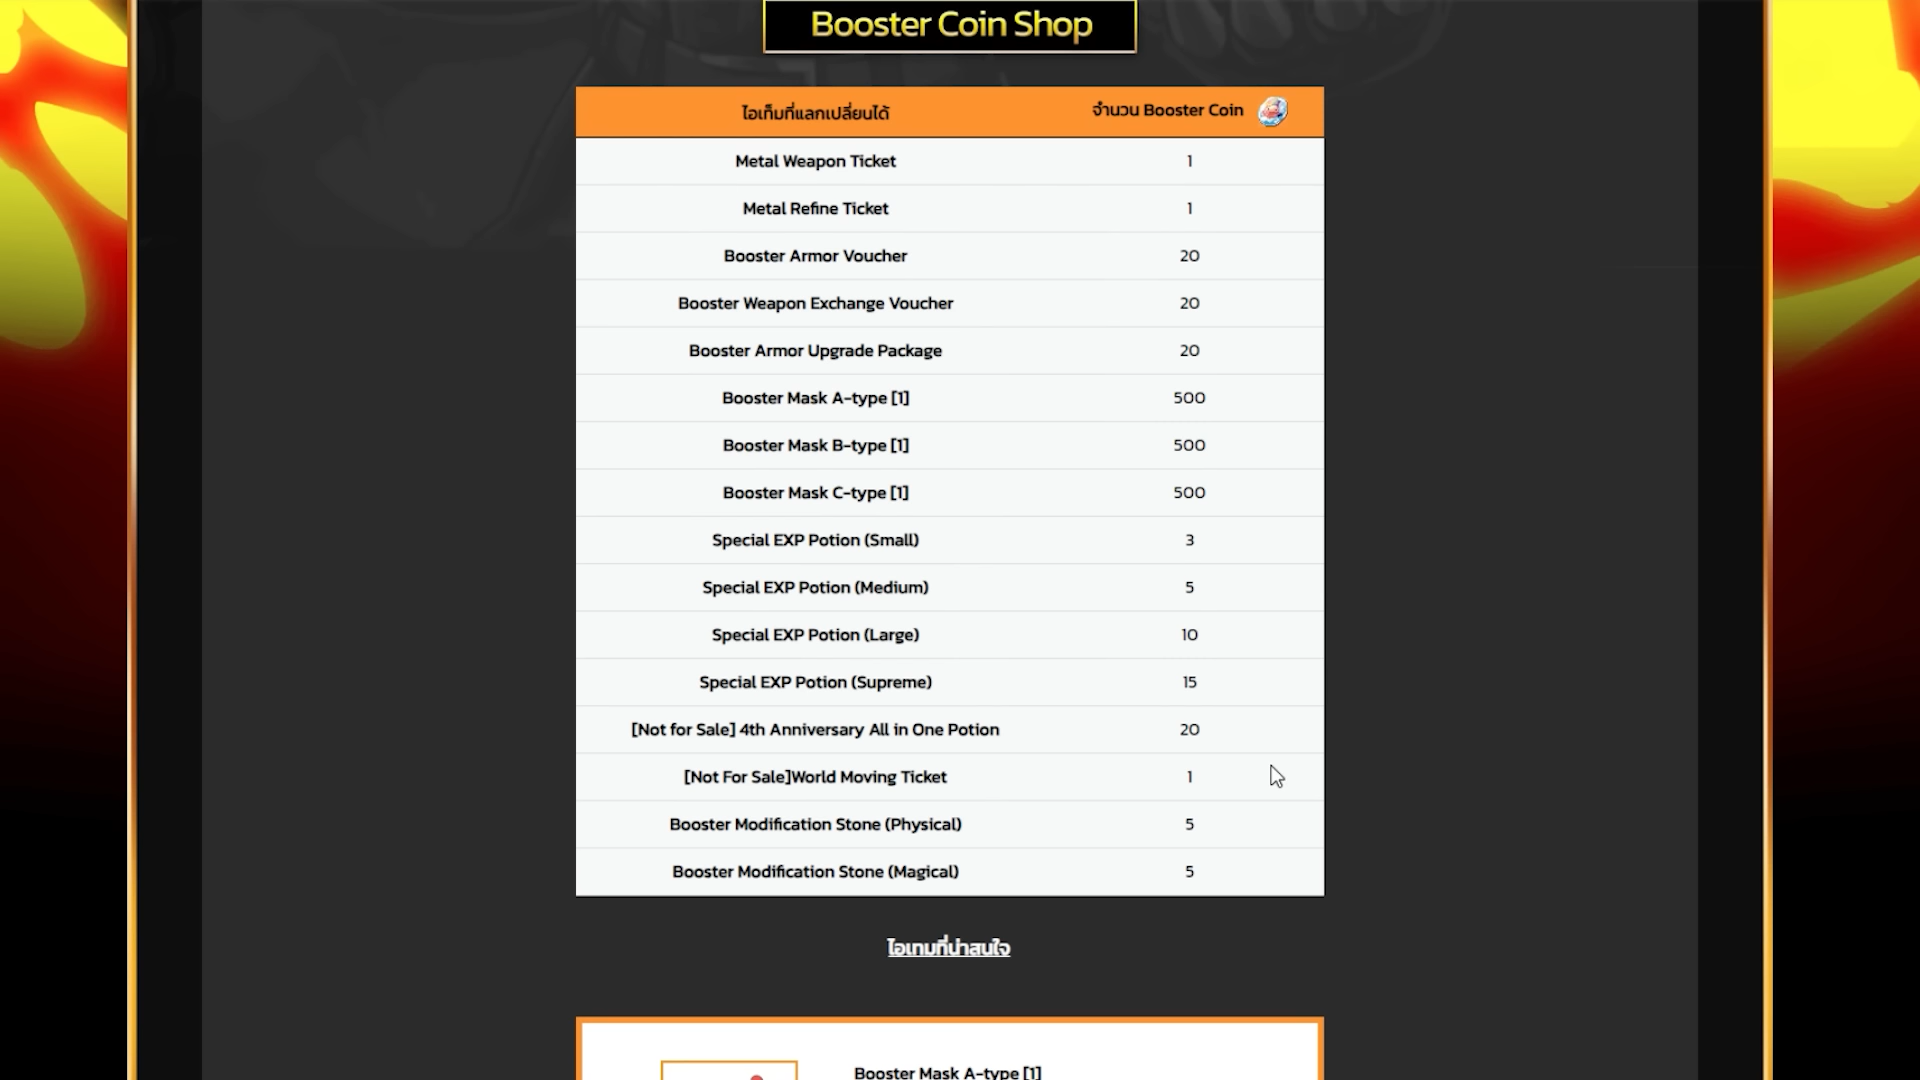 Booster Coin Shop
ไอเท็มที่แลกเปลี่ยนได้ จำนวน Booster Coin
Metal Weapon Ticket 1
Metal Refine Ticket 1
Booster Armor Voucher 20
Booster Weapon Exchange Voucher 20
Booster Armor Upgrade Package 20
Booster Mask A-type [1] 500
Booster Mask B-type [1] 500
Booster Mask C-type [1] 500
Special EXP Potion (Small) 3
Special EXP Potion (Medium) 5
Special EXP Potion (Large) 10
Special EXP Potion (Supreme) 15
[Not for Sale] 4th Anniversary All in One Potion 20
[Not For Sale]World Moving Ticket 1
Booster Modification Stone (Physical) 5
Booster Modification Stone (Magical) 5
ไอเทมที่น่าสนใจ
Booster Mask A-type [1]